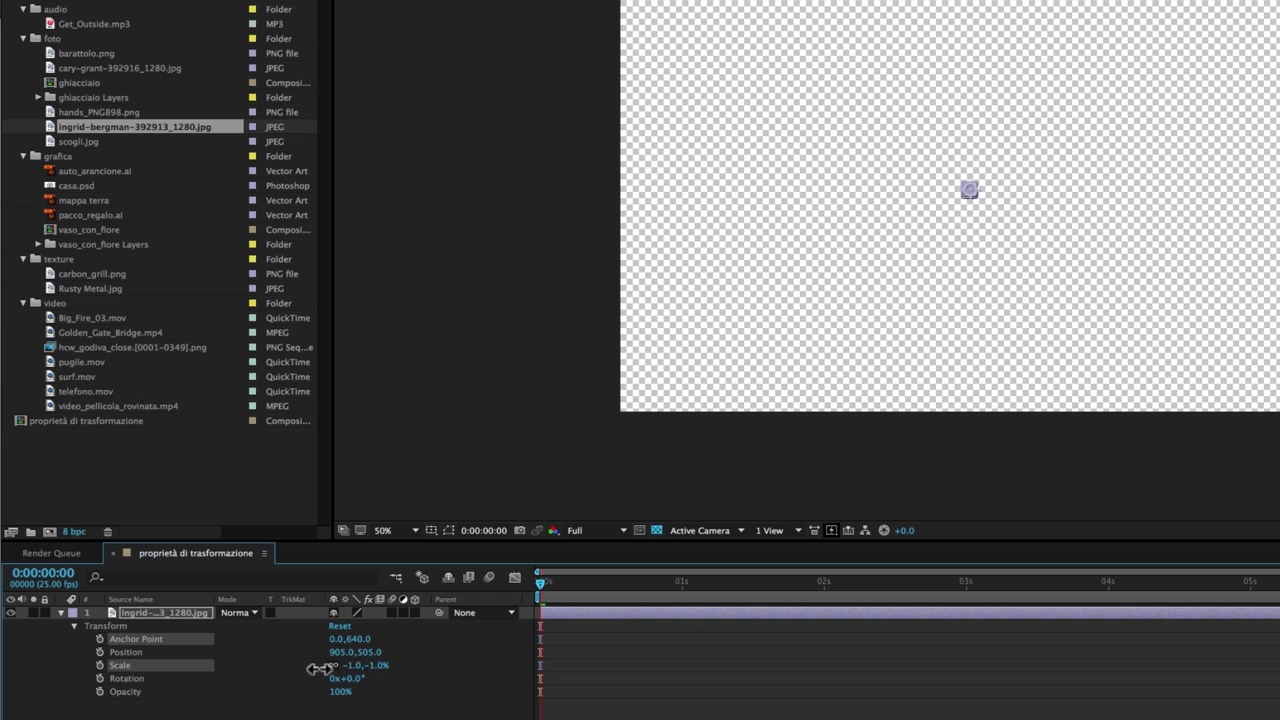 audio Folder
Get_Outside.mp3 MP3
foto Folder
barattolo.png PNG file
cary-grant-392916_1280.jpg JPEG
ghiacciaio Composi...
ghiacciaio Layers Folder
hands_PNG898.png PNG file
ingrid-bergman-392913_1280.jpg JPEG
scogli.jpg JPEG
grafica Folder
auto_arancione.ai Vector Art
casa.psd Photoshop
mappa terra Vector Art
pacco_regalo.ai Vector Art
vaso_con_fiore Composi...
vaso_con_fiore Layers Folder
texture Folder
carbon_grill.png PNG file
Rusty Metal.jpg JPEG
video Folder
Big_Fire_03.mov QuickTime
Golden_Gate_Bridge.mp4 MPEG
hcw_godiva_close.[0001-0349].png PNG Seq...e
pugile.mov QuickTime
surf.mov QuickTime
telefono.mov QuickTime
video_pellicola_rovinata.mp4 MPEG
proprietà di trasformazione Composi...
8 bpc 50% 0:00:00:00 Full Active Camera 1 View +0.0
Render Queue × proprietà di trasformazione
0:00:00:00
00000 (25.00 fps)
0s 01s 02s 03s 04s 05s
# Source Name Mode T TrkMat Parent
1 ingrid-...3_1280.jpg Norma None
Transform Reset
Anchor Point 0.0,640.0
Position 905.0,505.0
Scale -1.0,-1.0%
Rotation 0x+0.0°
Opacity 100%